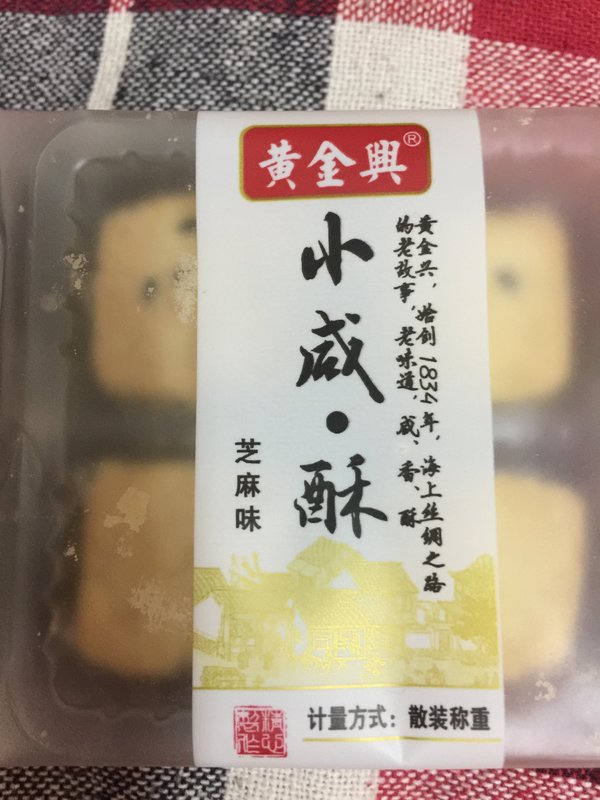 黄金興®
小咸·酥
芝麻味
黄金兴，始创1834年，海上丝绸之路
的老故事，老味道，咸、香、酥
计量方式：散装称重